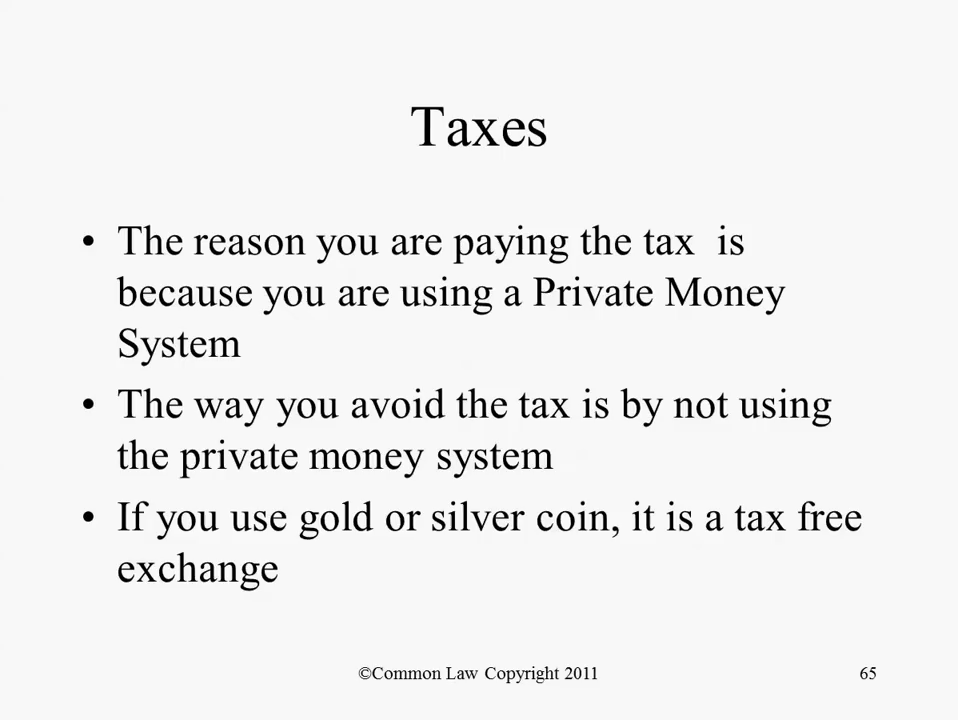 Taxes
• The reason you are paying the tax  is
because you are using a Private Money
System
• The way you avoid the tax is by not using
the private money system
• If you use gold or silver coin, it is a tax free
exchange
©Common Law Copyright 2011
65